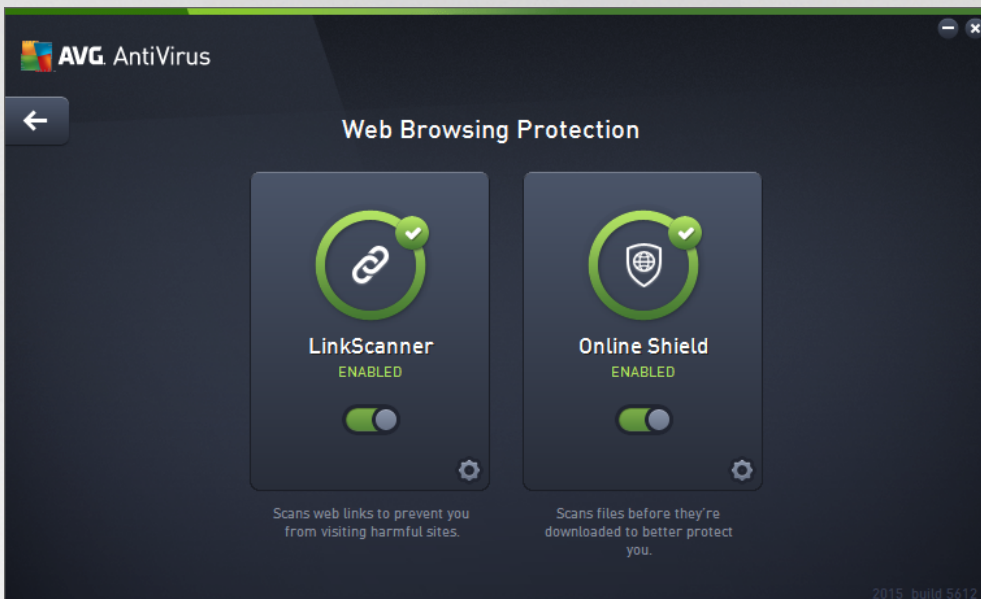 AVG. AntiVirus
Web Browsing Protection
LinkScanner
ENABLED
Scans web links to prevent you
from visiting harmful sites.
Online Shield
ENABLED
Scans files before they're
downloaded to better protect
you.
2015 build 5612